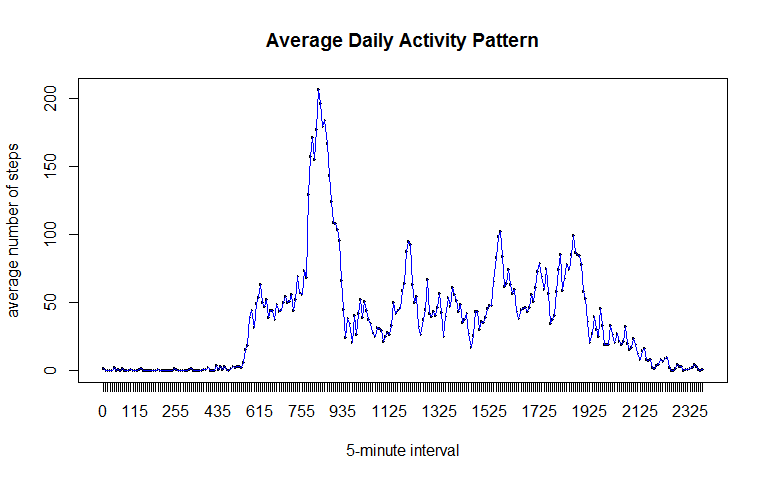 Average Daily Activity Pattern
average number of steps
200
150
100
50
0
0 115 255 435 615 755 935 1125 1325 1525 1725 1925 2125 2325
5-minute interval